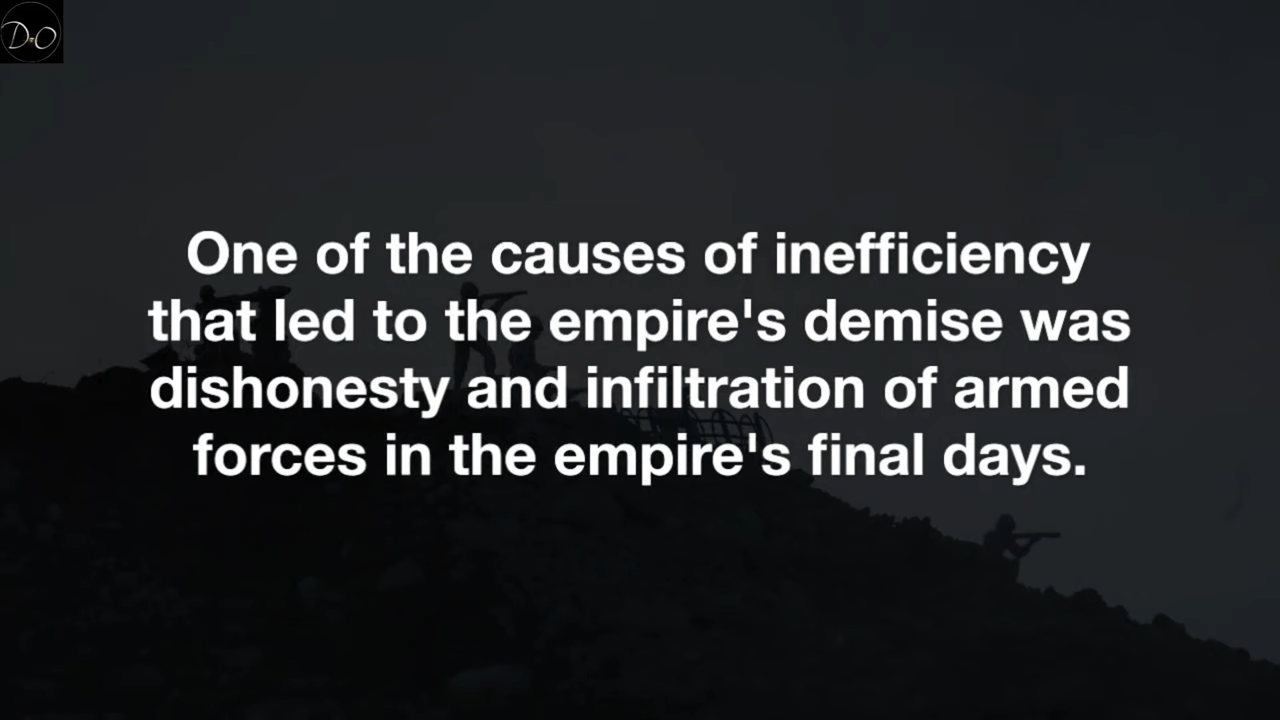 D&O
One of the causes of inefficiency
that led to the empire's demise was
dishonesty and infiltration of armed
forces in the empire's final days.